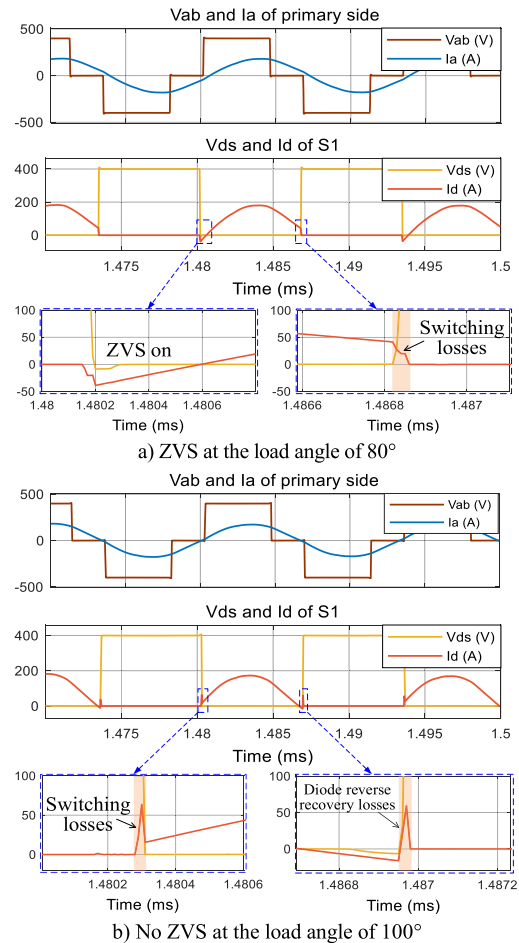 Vab and Ia of primary side
500
0
-500
Vab (V)
Ia (A)
Vds and Id of S1
400
200
0
Vds (V)
Id (A)
1.475 1.48 1.485 1.49 1.495 1.5
Time (ms)
100
50
0
-50
ZVS on
1.48 1.4802 1.4804 1.4806
Time (ms)
100
50
0
-50
Switching
losses
1.4866 1.4868 1.487
Time (ms)
a) ZVS at the load angle of 80°
Vab and Ia of primary side
500
0
-500
Vab (V)
Ia (A)
Vds and Id of S1
400
200
0
Vds (V)
Id (A)
1.475 1.48 1.485 1.49 1.495 1.5
Time (ms)
100
50
0
Switching
losses
1.4802 1.4804 1.4806
Time (ms)
100
50
0
Diode reverse
recovery losses
1.4868 1.487 1.4872
Time (ms)
b) No ZVS at the load angle of 100°